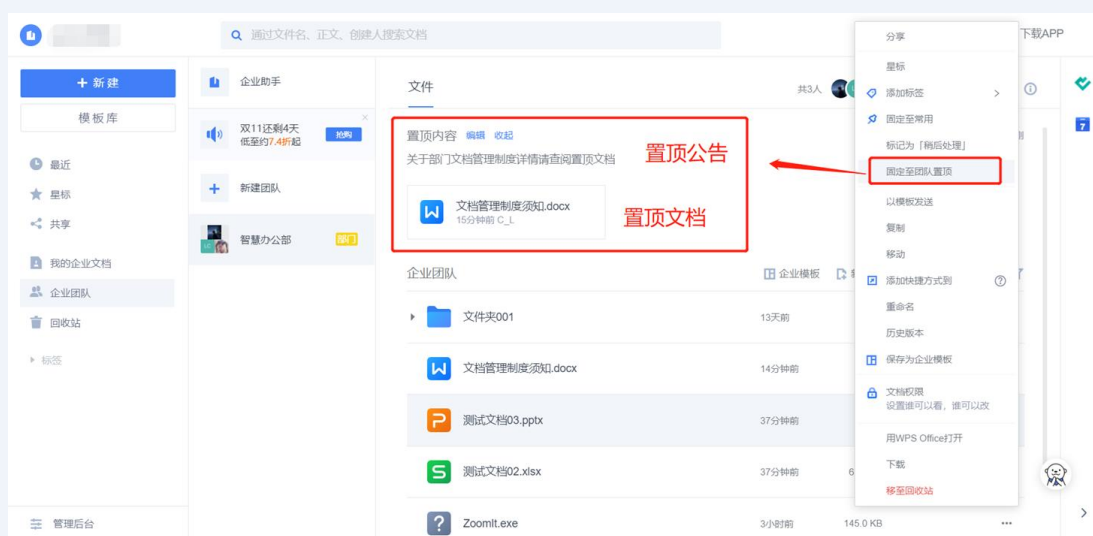 通过文件名、正文、创建人搜索文档
下载APP
+ 新建
模板库
最近
星标
共享
我的企业文档
企业团队
回收站
标签
管理后台
企业助手
双11还剩4天
低至约7.4折起
抢购
新建团队
智慧办公部
部门
文件
共3人
置顶内容 编辑 收起
关于部门文档管理制度详情请查阅置顶文档
置顶公告
文档管理制度须知.docx
15分钟前 C_L
置顶文档
企业团队
企业模板
文件夹001
13天前
文档管理制度须知.docx
14分钟前
测试文档03.pptx
37分钟前
测试文档02.xlsx
37分钟前
6
ZoomIt.exe
3小时前
145.0 KB
分享
星标
添加标签
固定至常用
标记为「稍后处理」
固定至团队置顶
以模板发送
复制
移动
添加快捷方式到
重命名
历史版本
保存为企业模板
文档权限
设置谁可以看，谁可以改
用WPS Office打开
下载
移至回收站
7